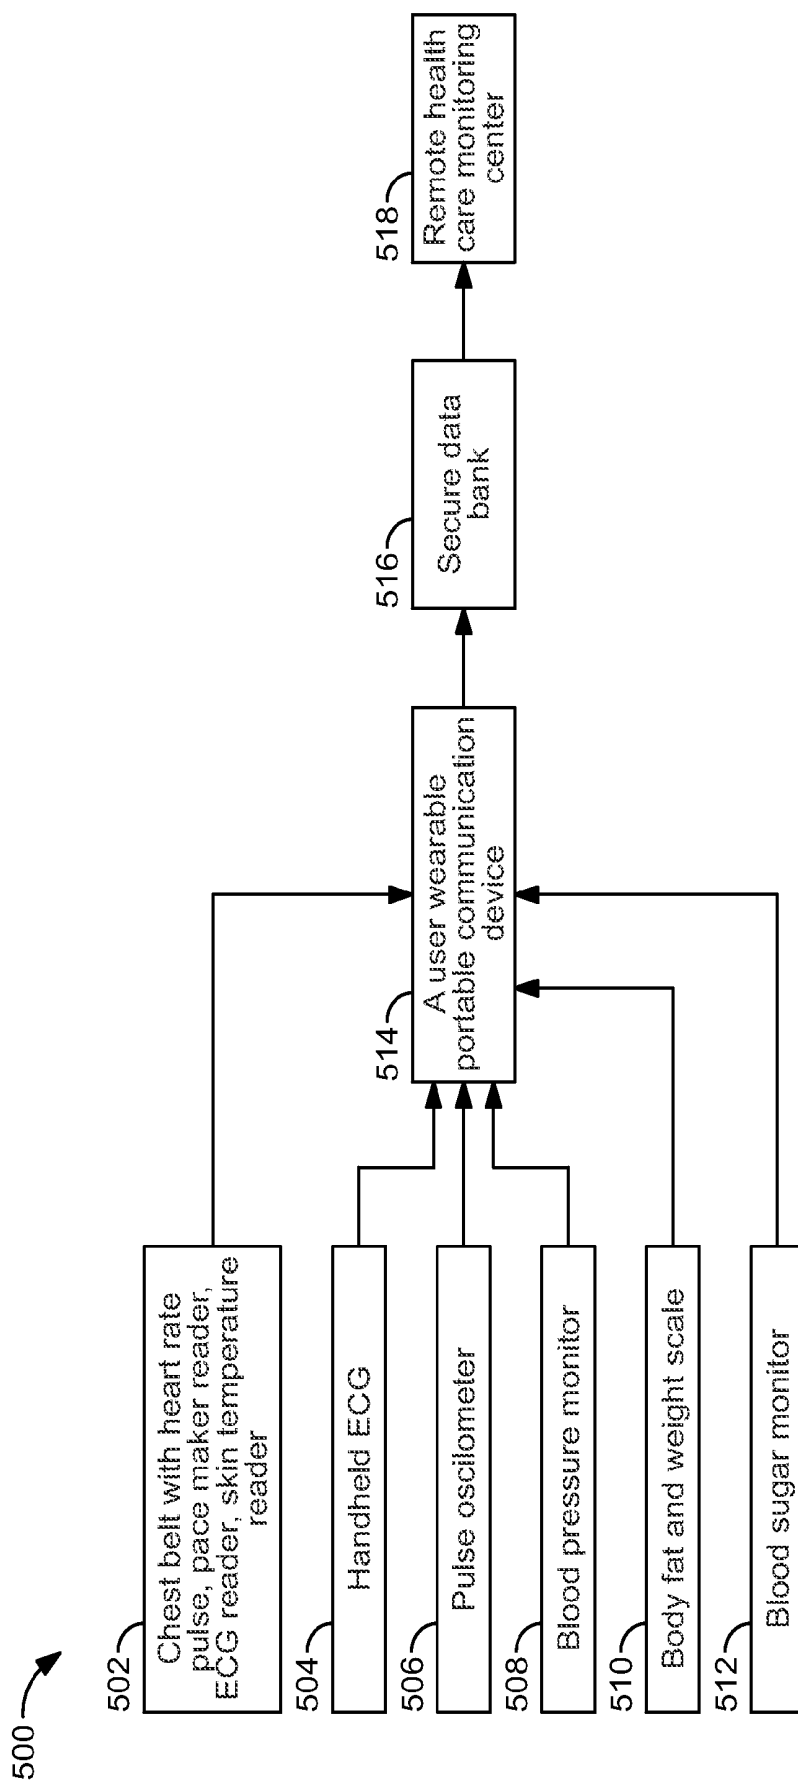 500
502
Chest belt with heart rate
pulse, pace maker reader,
ECG reader, skin temperature
reader
504
Handheld ECG
506
Pulse oscilometer
508
Blood pressure monitor
510
Body fat and weight scale
512
Blood sugar monitor
514
A user wearable
portable communication
device
516
Secure data
bank
518
Remote health
care monitoring
center